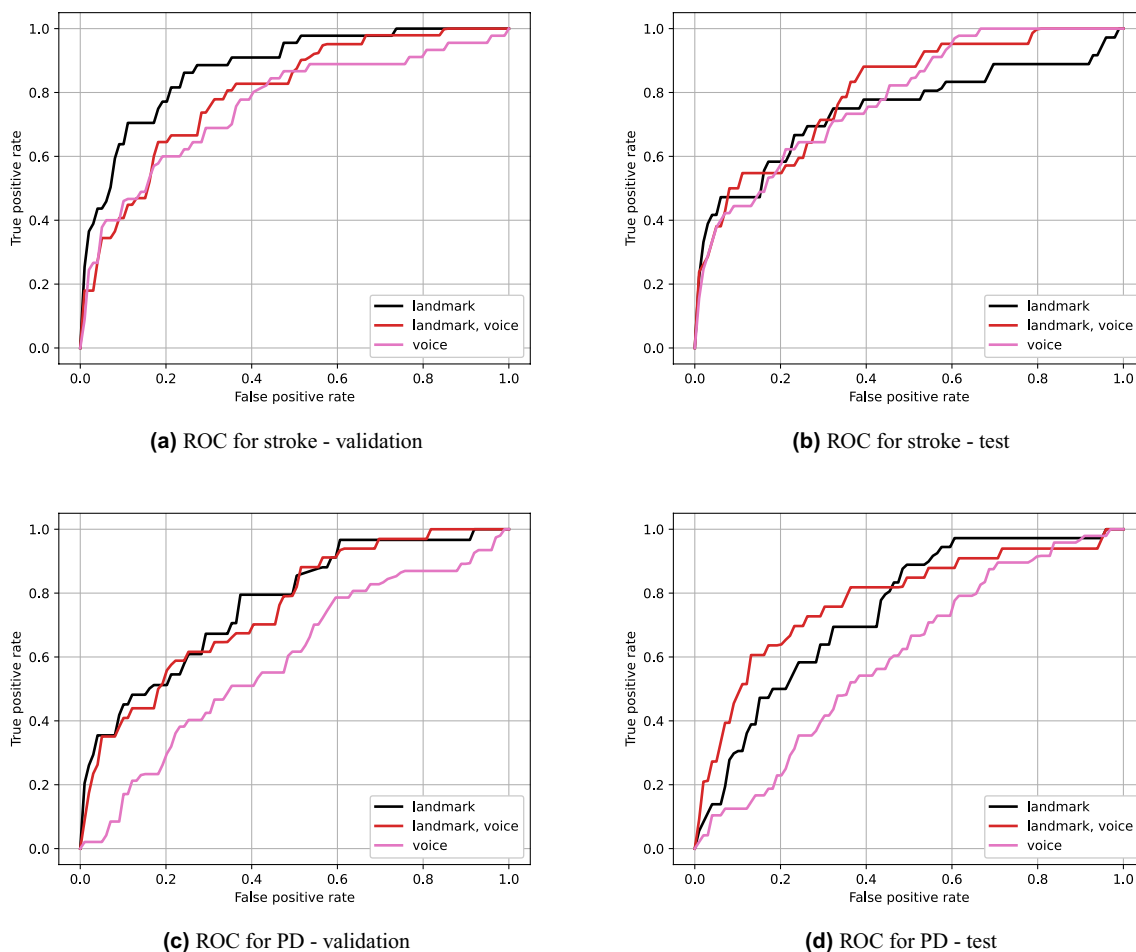 1.0
0.8
0.6
0.4
0.2
0.0
True positive rate
landmark
landmark, voice
voice
0.0 0.2 0.4 0.6 0.8 1.0
False positive rate
(a) ROC for stroke - validation
1.0
0.8
0.6
0.4
0.2
0.0
True positive rate
landmark
landmark, voice
voice
0.0 0.2 0.4 0.6 0.8 1.0
False positive rate
(b) ROC for stroke - test
1.0
0.8
0.6
0.4
0.2
0.0
True positive rate
landmark
landmark, voice
voice
0.0 0.2 0.4 0.6 0.8 1.0
False positive rate
(c) ROC for PD - validation
1.0
0.8
0.6
0.4
0.2
0.0
True positive rate
landmark
landmark, voice
voice
0.0 0.2 0.4 0.6 0.8 1.0
False positive rate
(d) ROC for PD - test